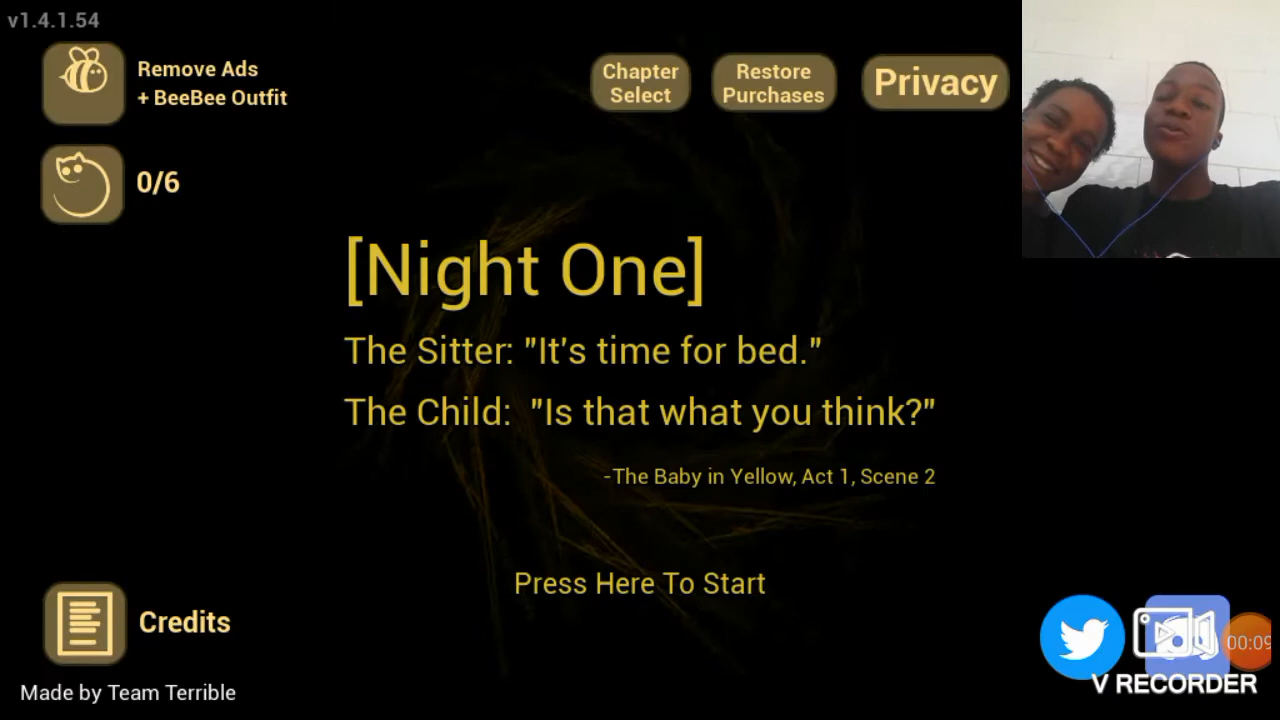 v1.4.1.54
Remove Ads
+ BeeBee Outfit
Chapter
Select
Restore
Purchases
Privacy
0/6
[Night One]
The Sitter: "It's time for bed."
The Child:  "Is that what you think?"
-The Baby in Yellow, Act 1, Scene 2
Press Here To Start
Credits
00:09
V RECORDER
Made by Team Terrible